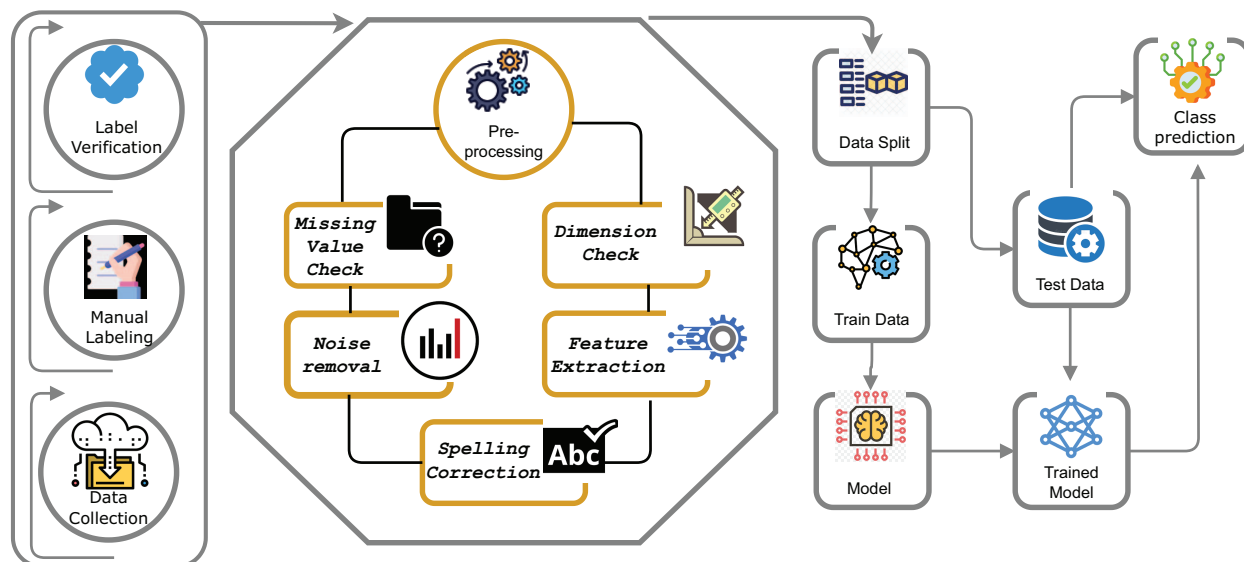 Label
Verification
Manual
Labeling
Data
Collection
Pre-
processing
Missing
Value
Check
?
Noise
removal
Spelling
Correction
Abc
Dimension
Check
Feature
Extraction
Data Split
Train Data
Model
Test Data
Trained
Model
Class
prediction